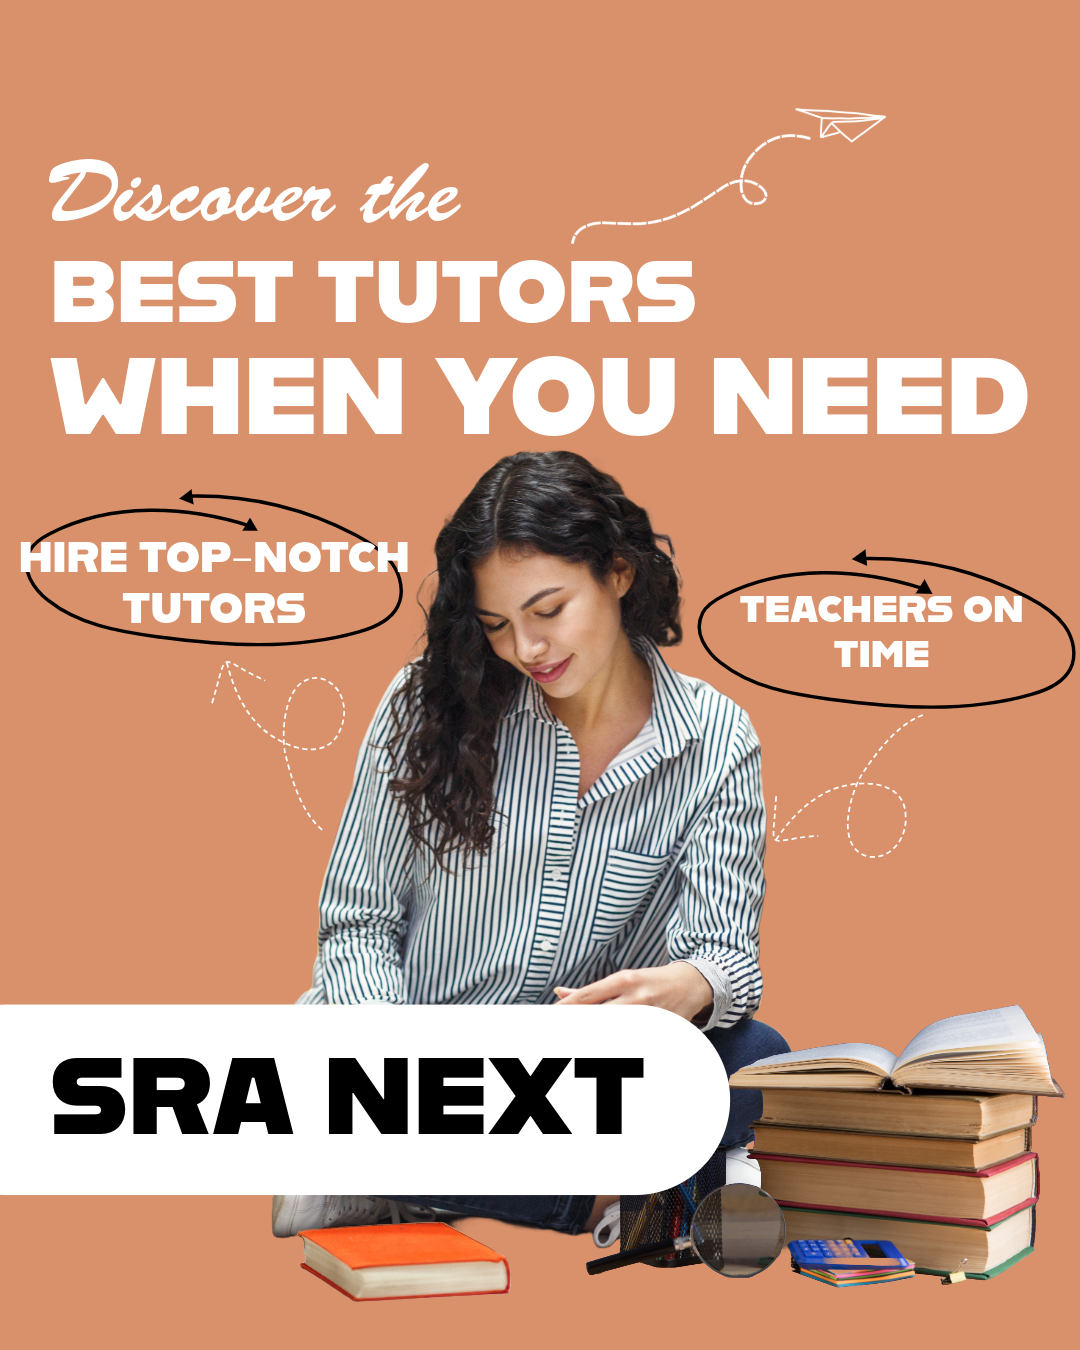 Discover the
BEST TUTORS
WHEN YOU NEED
HIRE TOP-NOTCH
TUTORS
TEACHERS ON
TIME
SRA NEXT